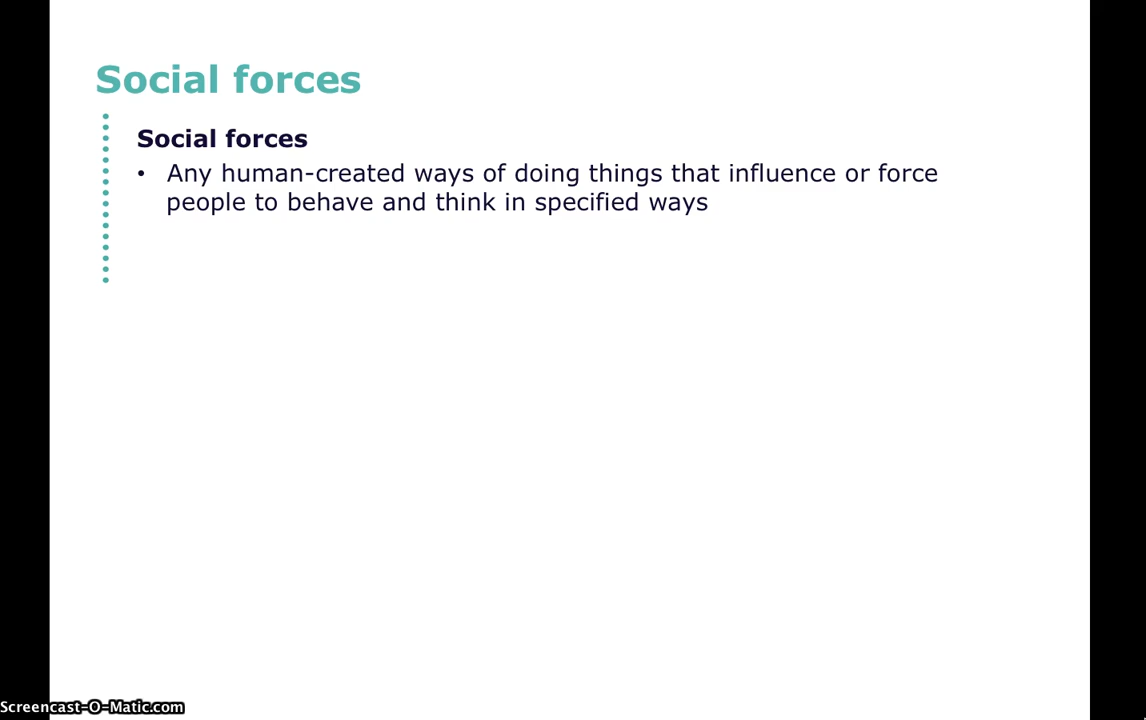 Social forces
Social forces
• Any human-created ways of doing things that influence or force
people to behave and think in specified ways
Screencast-O-Matic.com